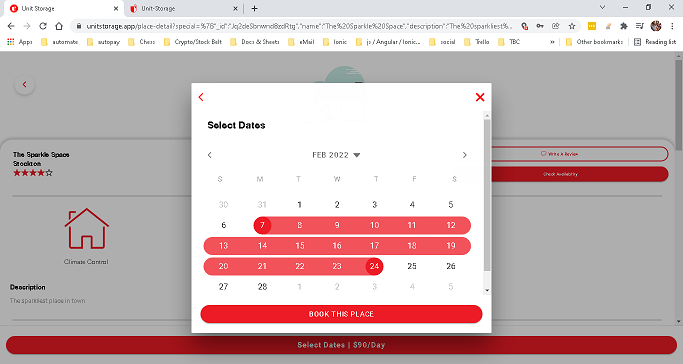 Unit Storage
Unit-Storage
unitstorage.app/place-detail?special=%7B"_id":"Jq2deSbnwnd8zdRtg","name":"The%20Sparkle%20Space","description":"The%20sparkliest%...
Apps
automate
autopay
Chess
Crypto/Stock Belt
Docs & Sheets
eMail
Ionic
js / Angular / Ionic...
social
Trello
TBC
»
Other bookmarks
Reading list
Select Dates
The Sparkle Space
Stockton
Write A Review
Check Availability
FEB 2022
S M T W T F S
30 31 1 2 3 4 5
6 7 8 9 10 11 12
13 14 15 16 17 18 19
20 21 22 23 24 25 26
27 28 1 2 3 4 5
Climate Control
Description
The sparkliest place in town
BOOK THIS PLACE
Select Dates | $90/Day